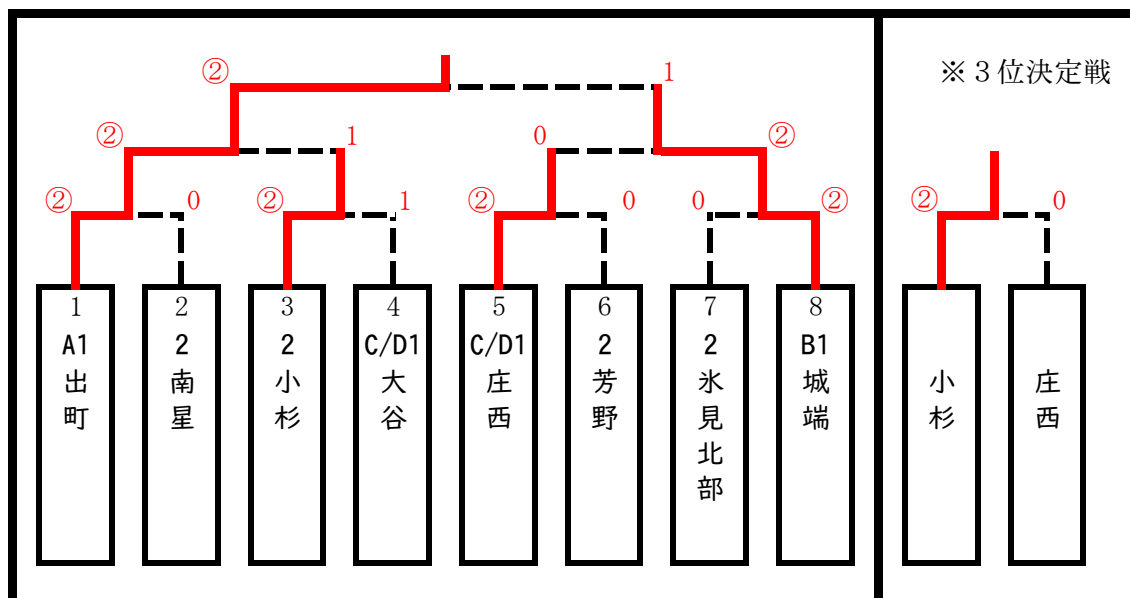 ② 1
※３位決定戦
② 1 0 ②
② 0 ② 1 ② 0 0 ② ② 0
1 2 3 4 5 6 7 8
A1 2 2 C/D1 C/D1 2 2 B1
出町
南星
小杉
大谷
庄西
芳野
氷見北部
城端
小杉
庄西